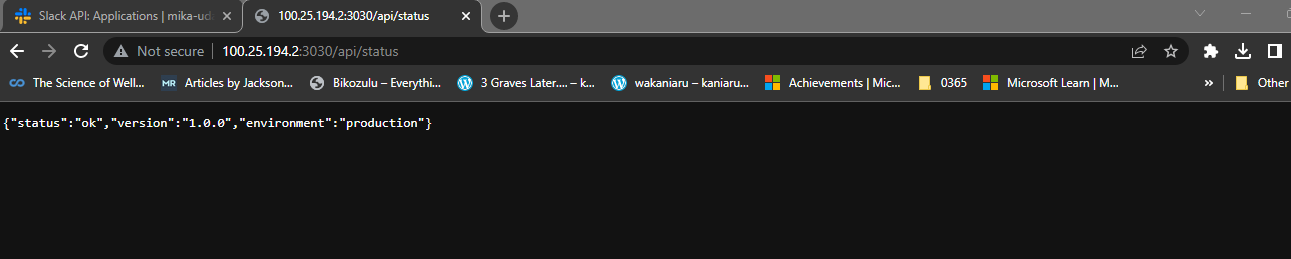 Slack API: Applications | mika-ud
100.25.194.2:3030/api/status
Not secure | 100.25.194.2:3030/api/status
The Science of Well... MR Articles by Jackson... Bikozulu – Everythi... 3 Graves Later.... – k... wakaniaru – kaniaru... Achievements | Mic... 0365 Microsoft Learn | M... » Other
{"status":"ok","version":"1.0.0","environment":"production"}